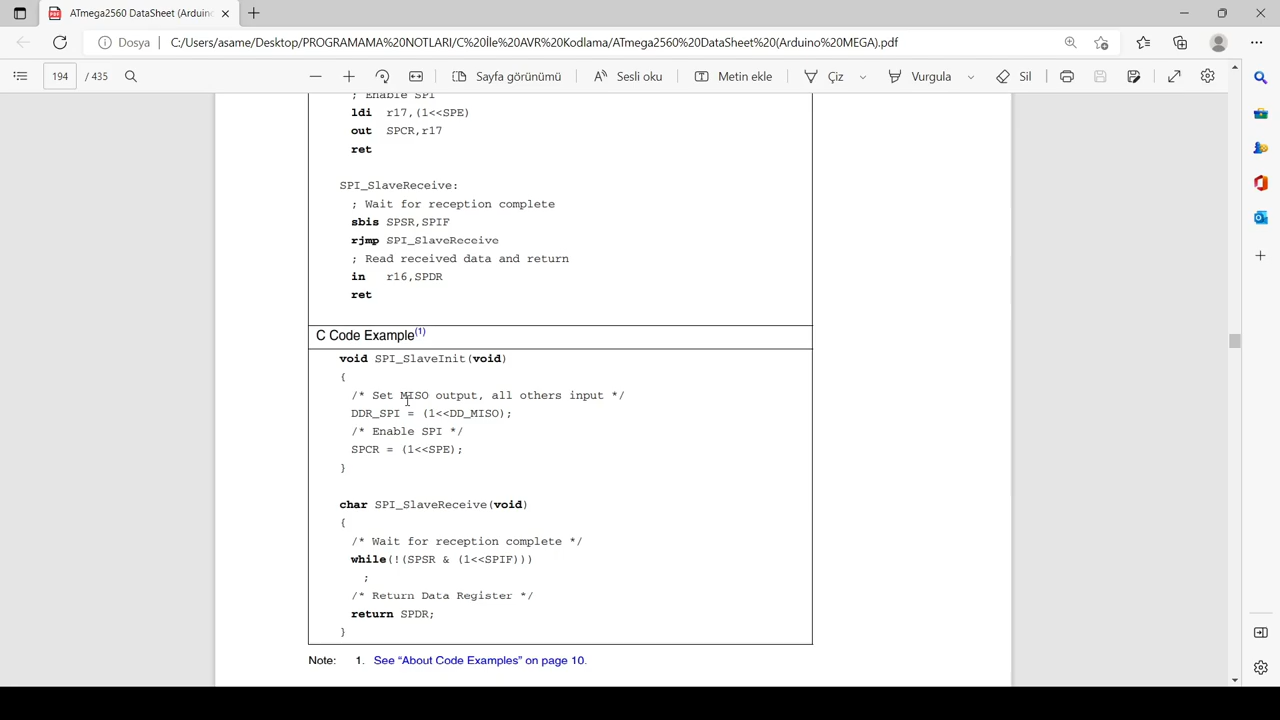 ATmega2560 DataSheet (Arduin
Dosya
C:/Users/asame/Desktop/PROGRAMAMA%20NOTLARI/C%20İle%20AVR%20Kodlama/ATmega2560%20DataSheet%20(Arduino%20MEGA).pdf
194 / 435
Sayfa görünümü
Sesli oku
Metin ekle
Çiz
Vurgula
Sil
; Enable SPI
ldi r17,(1<<SPE)
out SPCR,r17
ret
SPI_SlaveReceive:
; Wait for reception complete
sbis SPSR,SPIF
rjmp SPI_SlaveReceive
; Read received data and return
in r16,SPDR
ret
C Code Example(1)
void SPI_SlaveInit(void)
{
/* Set MISO output, all others input */
DDR_SPI = (1<<DD_MISO);
/* Enable SPI */
SPCR = (1<<SPE);
}
char SPI_SlaveReceive(void)
{
/* Wait for reception complete */
while(!(SPSR & (1<<SPIF)))
;
/* Return Data Register */
return SPDR;
}
Note: 1. See “About Code Examples” on page 10.